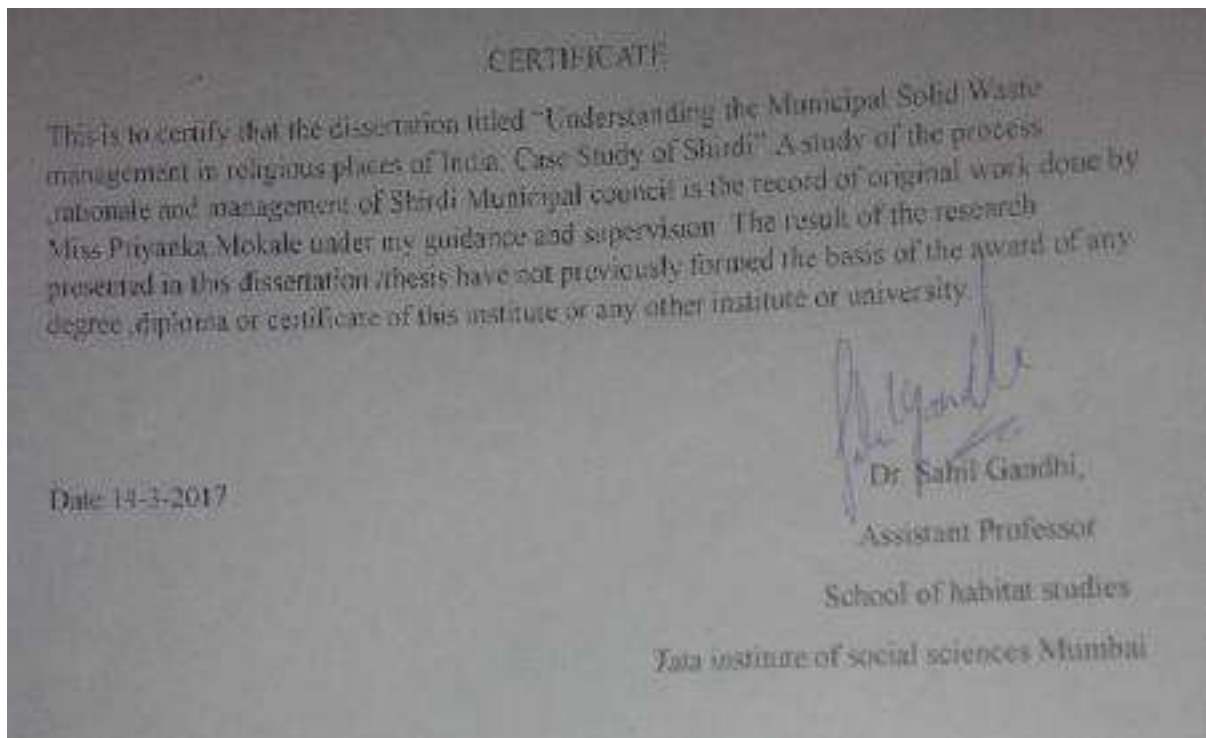 CERTIFICATE
This is to certify that the dissertation titled "Understanding the Municipal Solid Waste
management in religious places of India. Case Study of Shirdi" A study of the process
,rationale and management of Shirdi Municipal council is the record of original work done by
Miss Priyanka Mokale under my guidance and supervision. The result of the research
presented in this dissertation /thesis have not previously formed the basis of the award of any
degree ,diploma or certificate of this institute or any other institute or university.
Dr Sahil Gandhi,
Date 14-3-2017
Assistant Professor
School of habitat studies
Tata institute of social sciences Mumbai